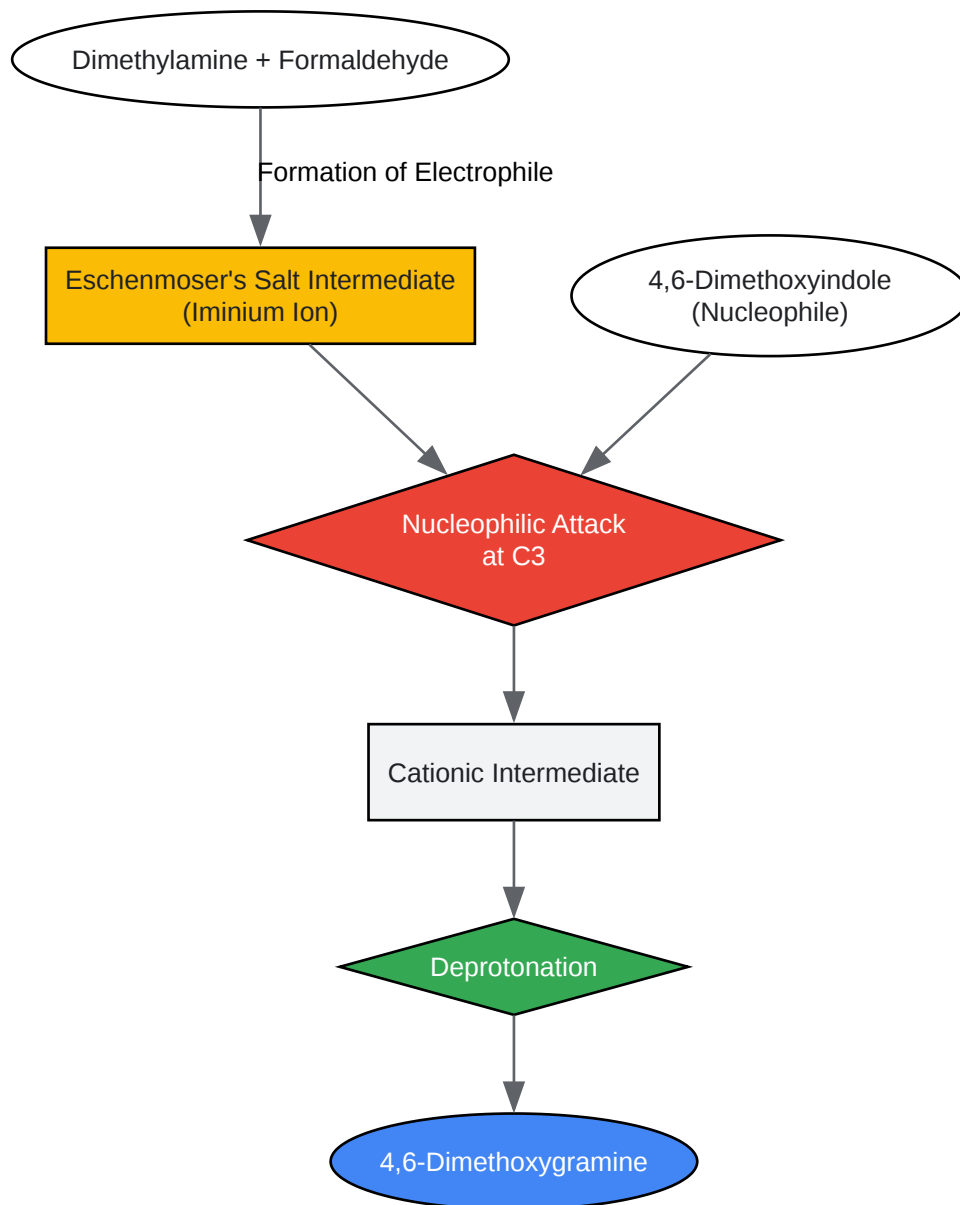 Dimethylamine + Formaldehyde
Formation of Electrophile
Eschenmoser's Salt Intermediate
(Iminium Ion)
4,6-Dimethoxyindole
(Nucleophile)
Nucleophilic Attack
at C3
Cationic Intermediate
Deprotonation
4,6-Dimethoxygramine